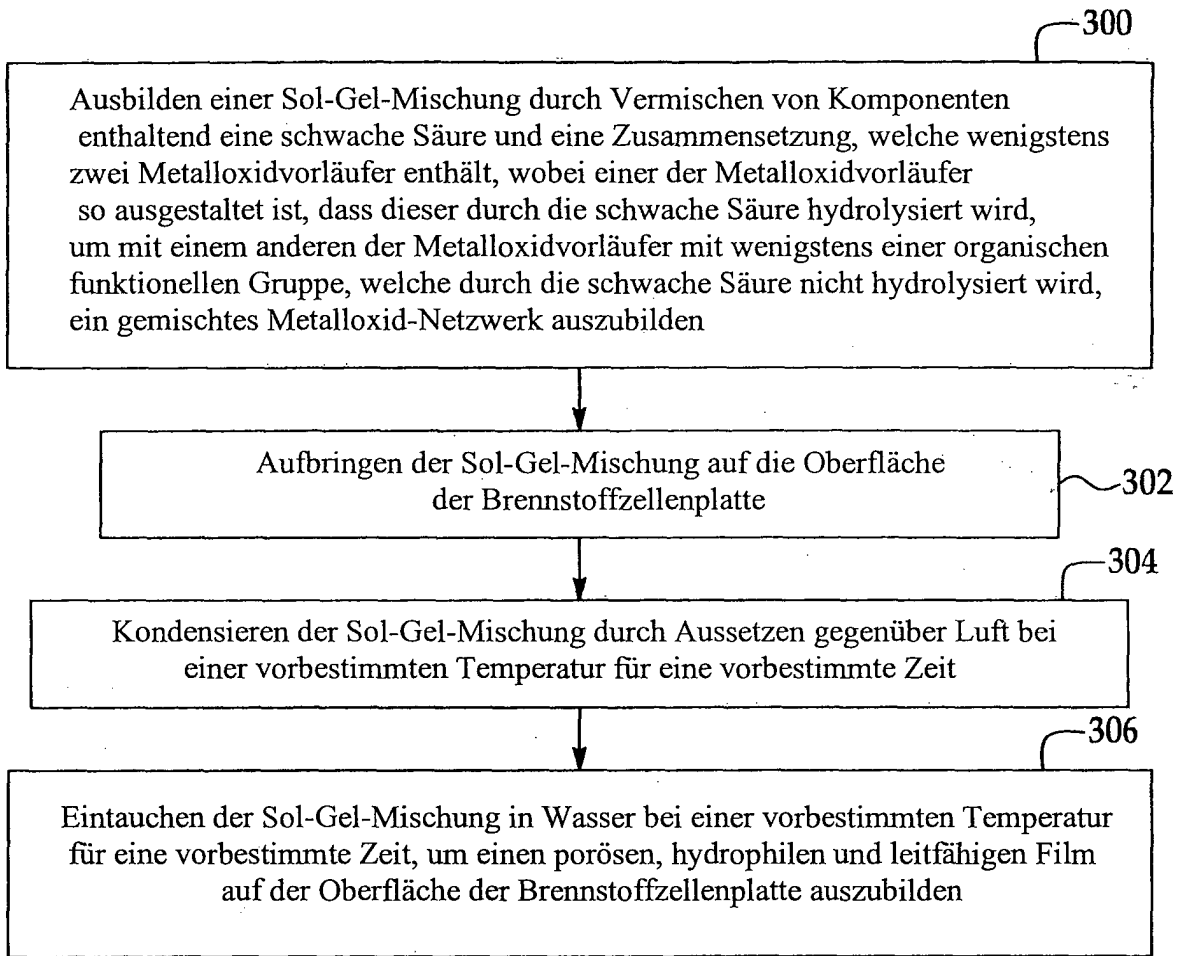 300
Ausbilden einer Sol-Gel-Mischung durch Vermischen von Komponenten
enthaltend eine schwache Säure und eine Zusammensetzung, welche wenigstens
zwei Metalloxidvorläufer enthält, wobei einer der Metalloxidvorläufer
so ausgestaltet ist, dass dieser durch die schwache Säure hydrolysiert wird,
um mit einem anderen der Metalloxidvorläufer mit wenigstens einer organischen
funktionellen Gruppe, welche durch die schwache Säure nicht hydrolysiert wird,
ein gemischtes Metalloxid-Netzwerk auszubilden
Aufbringen der Sol-Gel-Mischung auf die Oberfläche
der Brennstoffzellenplatte
302
304
Kondensieren der Sol-Gel-Mischung durch Aussetzen gegenüber Luft bei
einer vorbestimmten Temperatur für eine vorbestimmte Zeit
306
Eintauchen der Sol-Gel-Mischung in Wasser bei einer vorbestimmten Temperatur
für eine vorbestimmte Zeit, um einen porösen, hydrophilen und leitfähigen Film
auf der Oberfläche der Brennstoffzellenplatte auszubilden